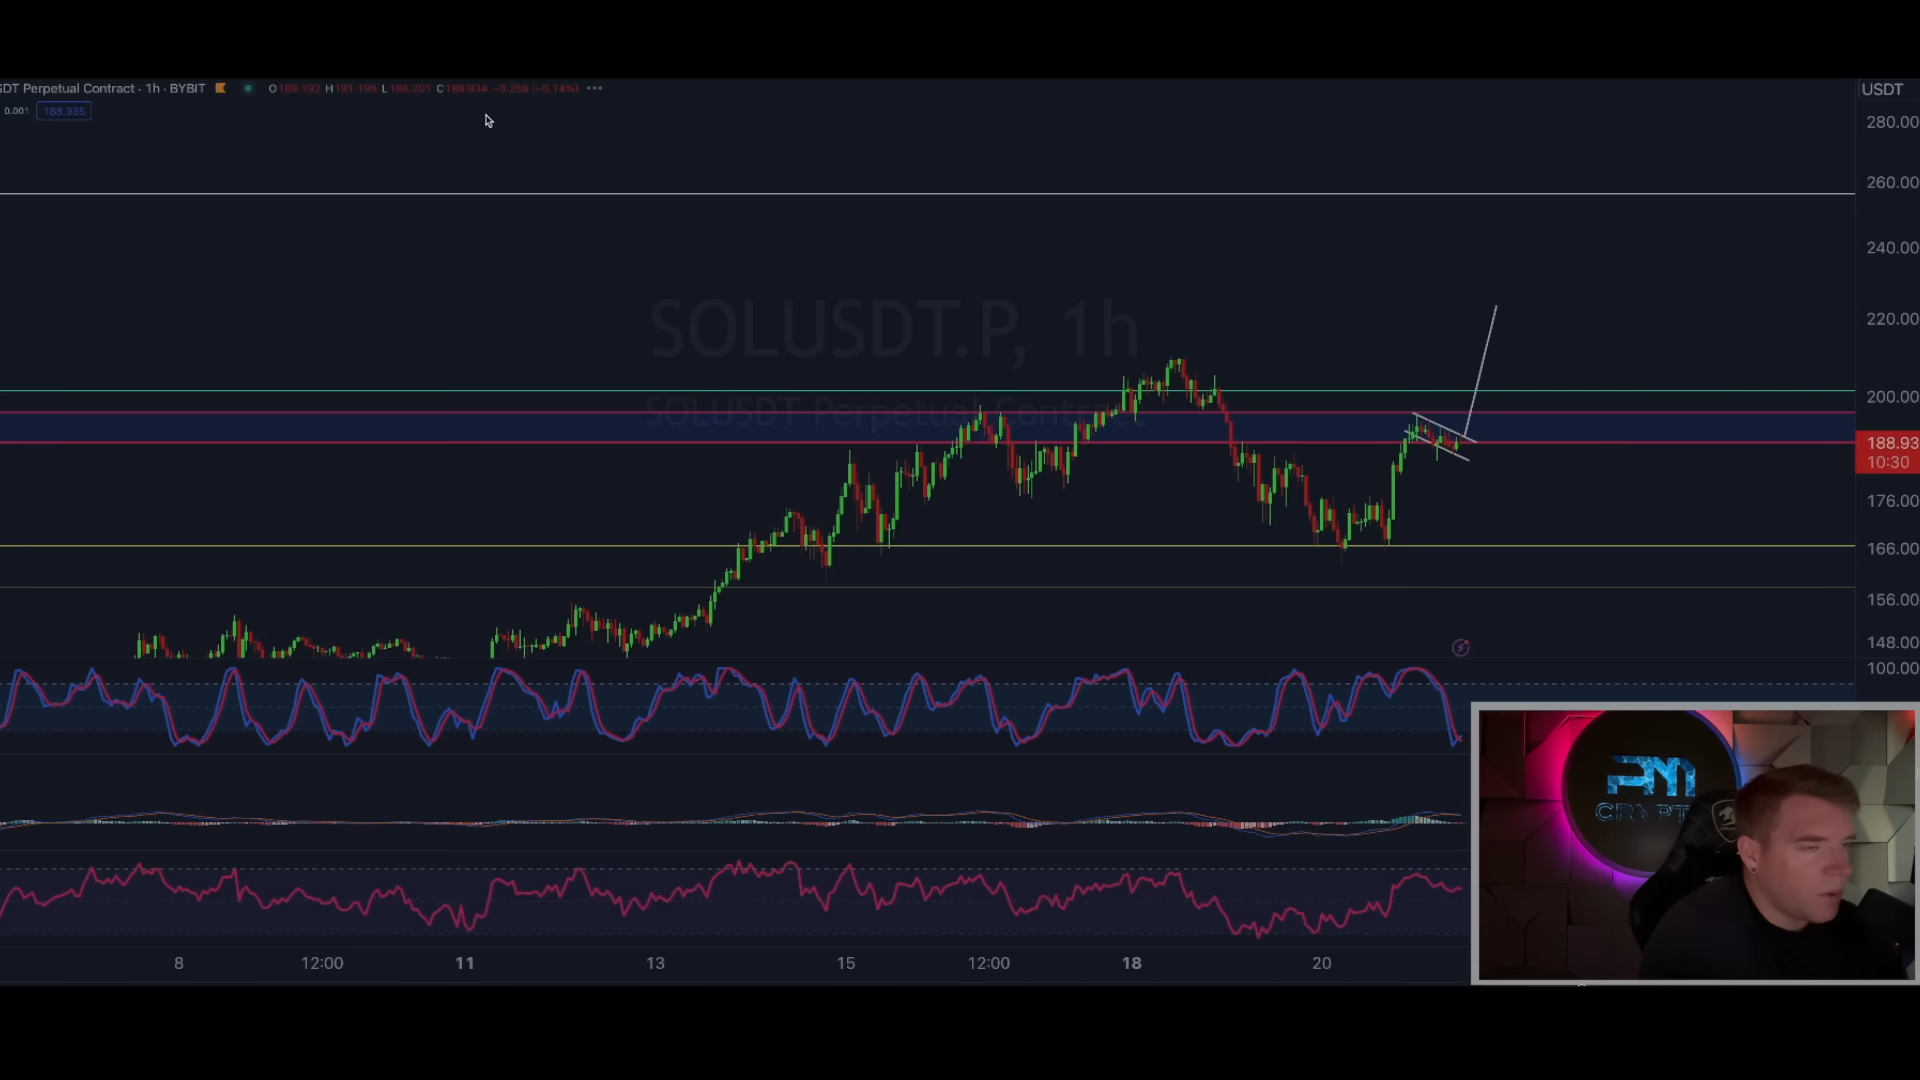 SDT Perpetual Contract · 1h · BYBIT O189.192 H191.196 L188.201 C188.934 −0.258 (−0.14%)
0.001 188.935
USDT
280.00
260.00
240.00
220.00
200.00
188.93
10:30
176.00
166.00
156.00
148.00
100.00
SOLUSDT.P, 1h
SOLUSDT Perpetual Contract
PM
CRYPT
8 12:00 11 13 15 12:00 18 20